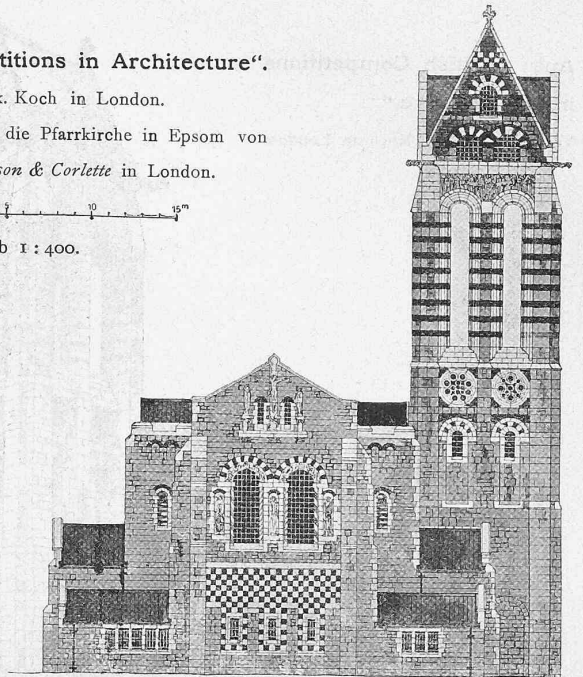 titions in Architecture“.
. Koch in London.
die Pfarrkirche in Epsom von
son & Corlette in London.
5 10 15m
b 1 : 400.